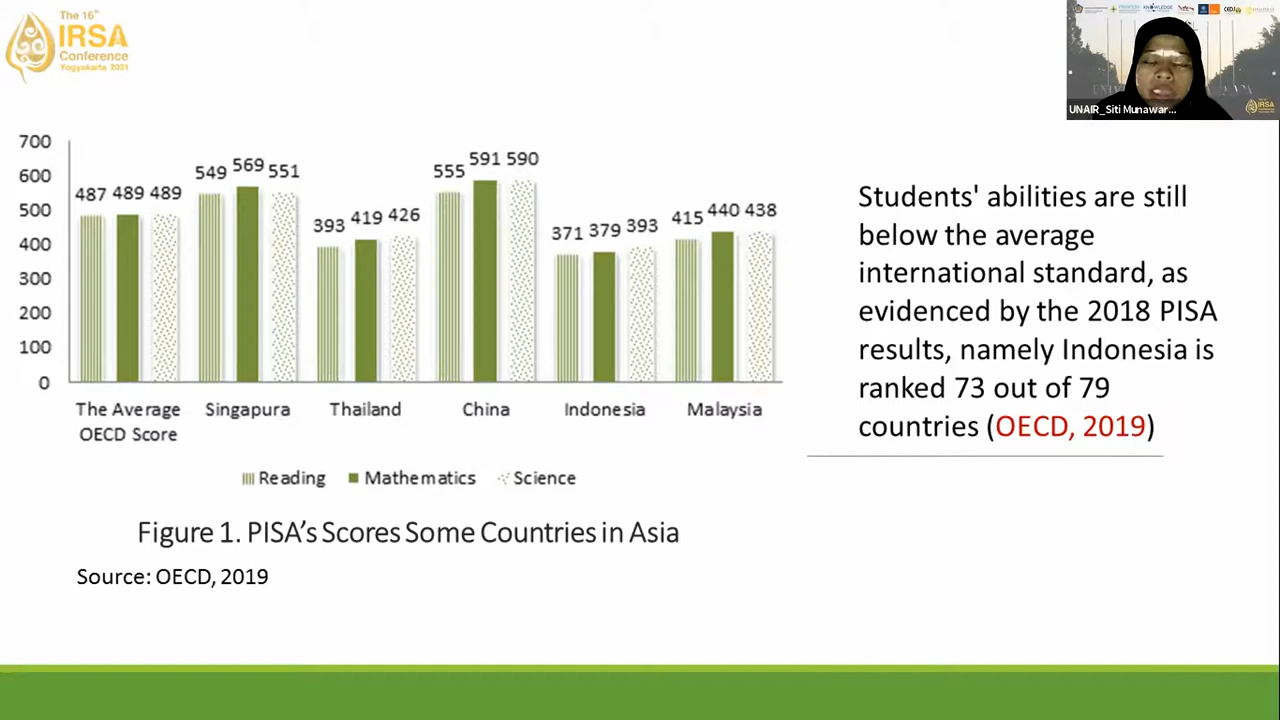 The 16th
IRSA
Conference
Yogyakarta 2021
UNAIR_Siti Munawar...
700
600
500
400
300
200
100
0
487 489 489
549 569 551
393 419 426
555 591 590
371 379 393
415 440 438
The Average
OECD Score
Singapura
Thailand
China
Indonesia
Malaysia
Reading Mathematics Science
Figure 1. PISA’s Scores Some Countries in Asia
Source: OECD, 2019
Students' abilities are still
below the average
international standard, as
evidenced by the 2018 PISA
results, namely Indonesia is
ranked 73 out of 79
countries (OECD, 2019)